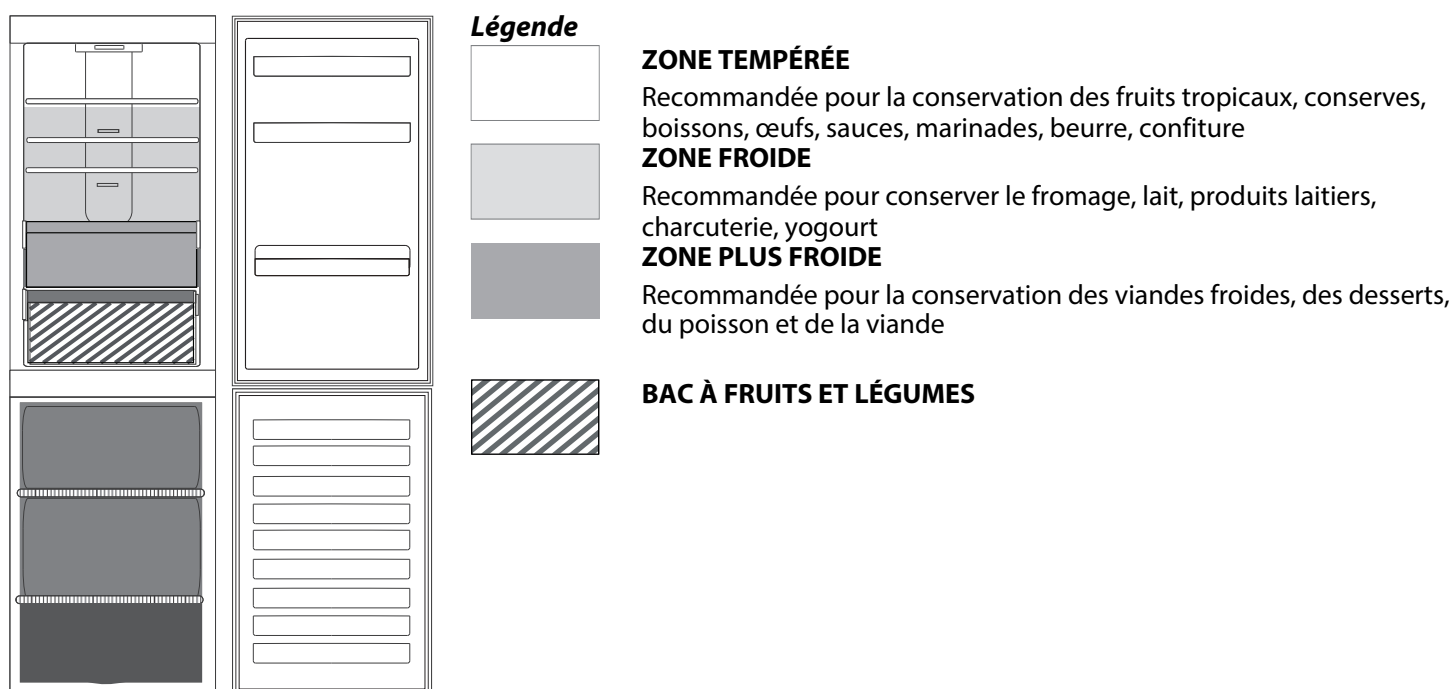 Légende
ZONE TEMPÉRÉE
Recommandée pour la conservation des fruits tropicaux, conserves,
boissons, œufs, sauces, marinades, beurre, confiture
ZONE FROIDE
Recommandée pour conserver le fromage, lait, produits laitiers,
charcuterie, yogourt
ZONE PLUS FROIDE
Recommandée pour la conservation des viandes froides, des desserts,
du poisson et de la viande
BAC À FRUITS ET LÉGUMES